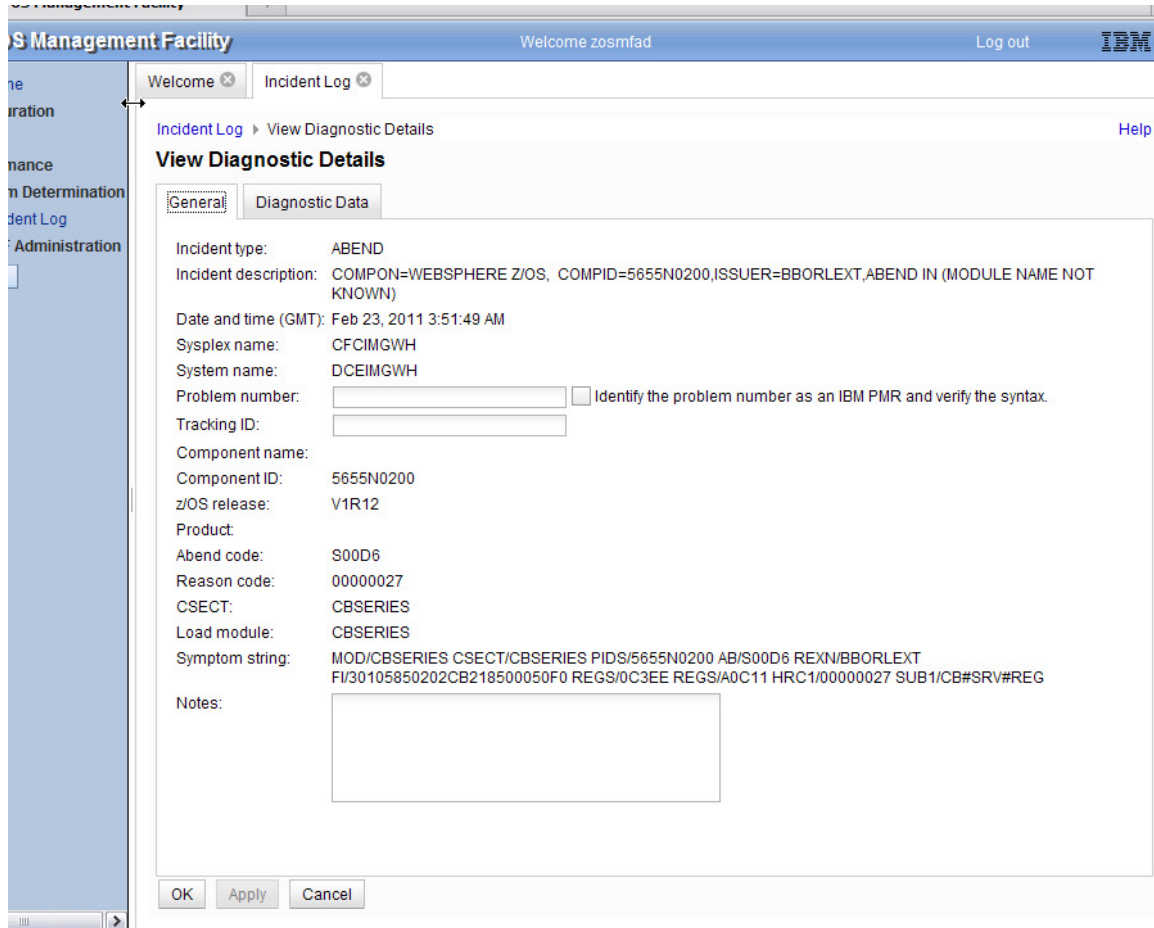 OS Management Facility
S Management Facility
Welcome zosmfad
Log out
IBM
Welcome
Incident Log
ne
uration
mance
m Determination
dent Log
Administration
Incident Log
View Diagnostic Details
Help
View Diagnostic Details
General
Diagnostic Data
Incident type: ABEND
Incident description: COMPON=WEBSPHERE Z/OS, COMPID=5655N0200,ISSUER=BBORLEXT,ABEND IN (MODULE NAME NOT
KNOWN)
Date and time (GMT): Feb 23, 2011 3:51:49 AM
Sysplex name: CFCIMGWH
System name: DCEIMGWH
Problem number: Identify the problem number as an IBM PMR and verify the syntax.
Tracking ID:
Component name:
Component ID: 5655N0200
z/OS release: V1R12
Product:
Abend code: S00D6
Reason code: 00000027
CSECT: CBSERIES
Load module: CBSERIES
Symptom string: MOD/CBSERIES CSECT/CBSERIES PIDS/5655N0200 AB/S00D6 REXN/BBORLEXT
FI/30105850202CB218500050F0 REGS/0C3EE REGS/A0C11 HRC1/00000027 SUB1/CB#SRV#REG
Notes:
OK
Apply
Cancel